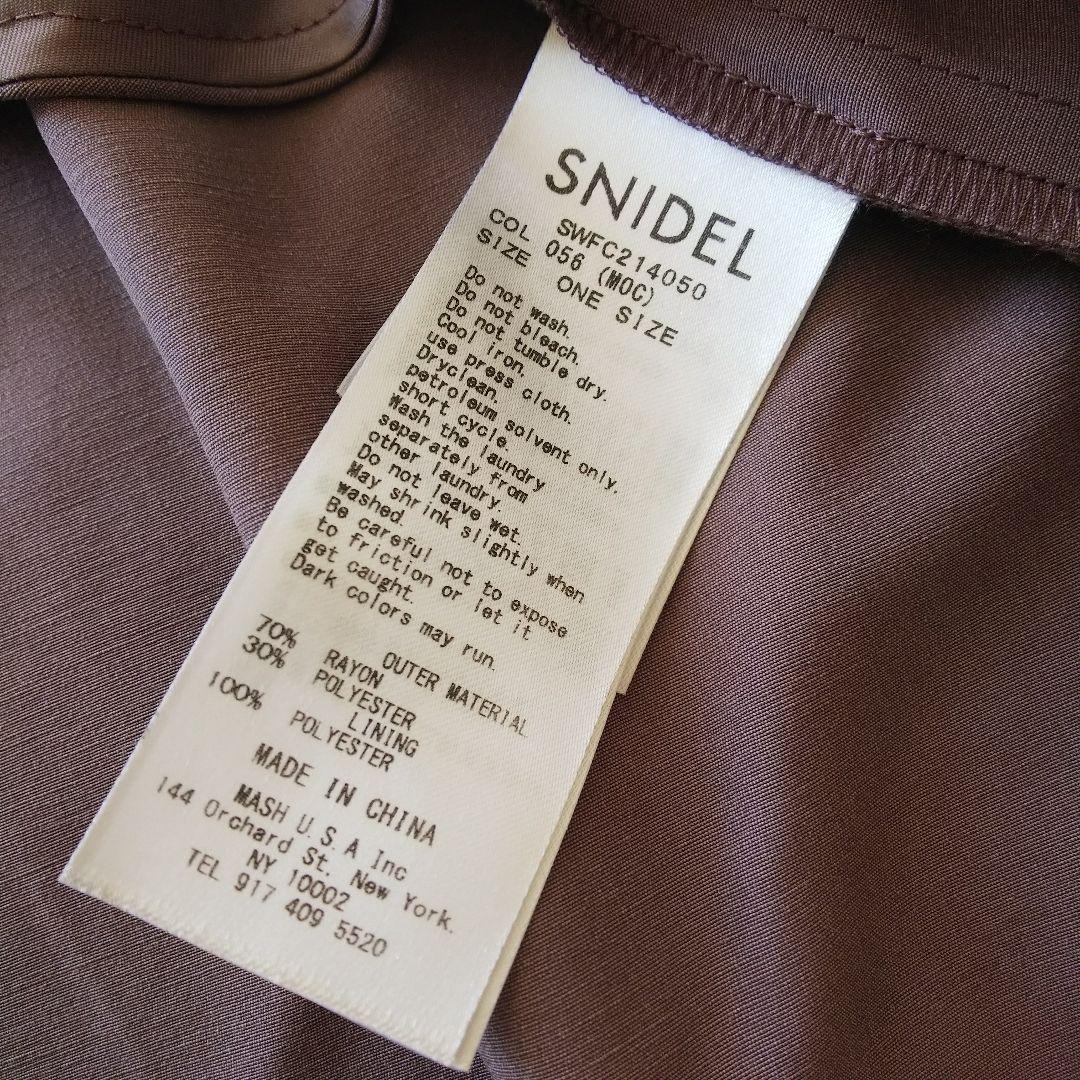 SNIDEL
SWFC214050
COL 056 (MOC)
SIZE ONE SIZE
Do not wash.
Do not bleach.
Do not tumble dry.
Cool iron.
use press cloth.
Dryclean.
petroleum solvent only.
short cycle.
Wash the laundry
separately from
other laundry.
Do not leave wet.
May shrink slightly when
washed.
Be careful not to expose
to friction or let it
get caught.
Dark colors may run.
OUTER MATERIAL
70% RAYON
30% POLYESTER
LINING
100% POLYESTER
MADE IN CHINA
MASH U.S.A Inc
144 Orchard St. New York.
NY 10002
TEL 917 409 5520